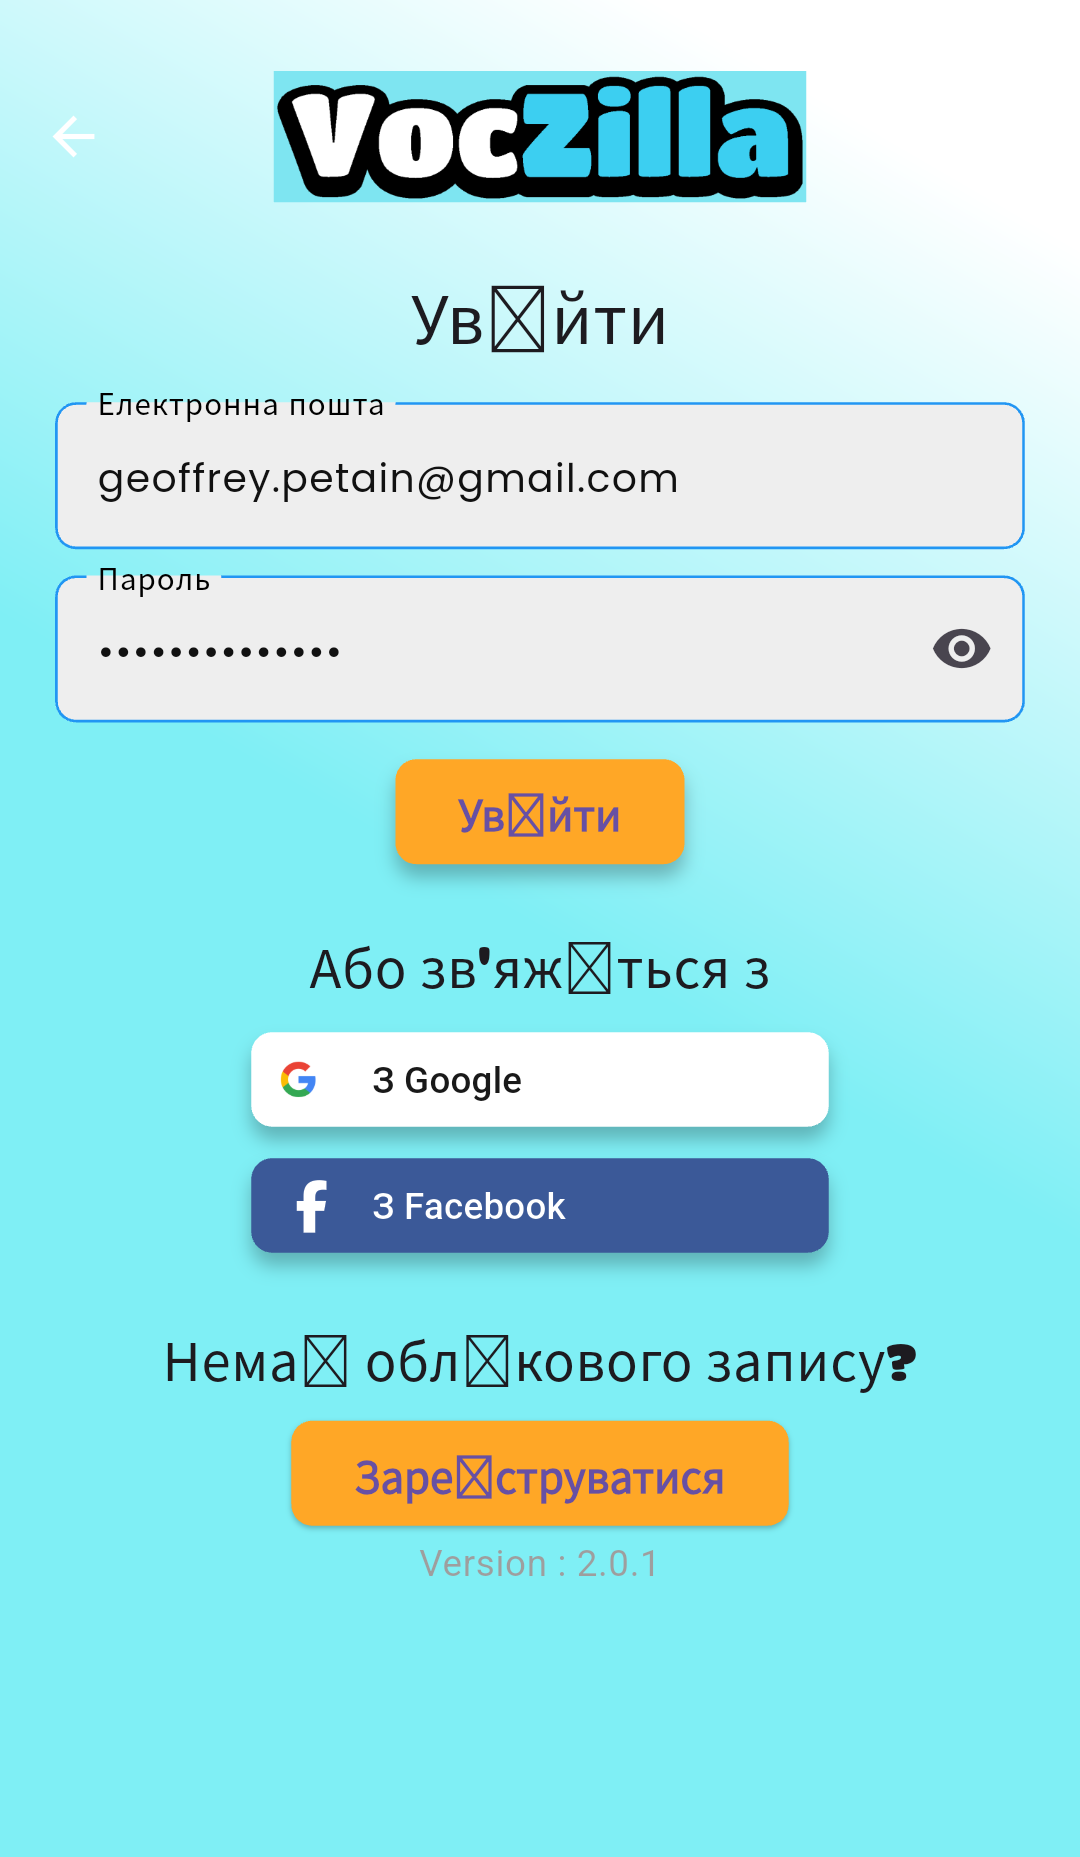 VocZilla
Ув☒йти
Електронна пошта
geoffrey.petain@gmail.com
Пароль
••••••••••••••
Ув☒йти
Або зв'яж☒ться з
З Google
З Facebook
Нема☒ обл☒кового запису?
Заре☒струватися
Version : 2.0.1